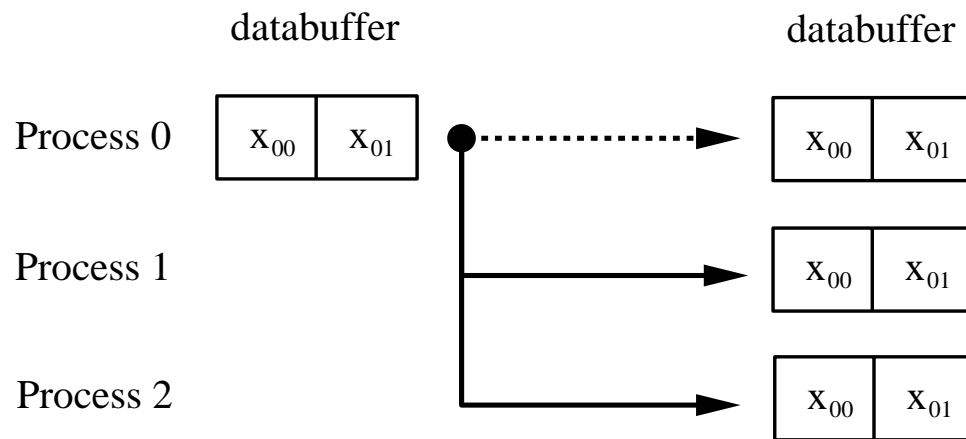 databuffer databuffer
Process 0 x₀₀ x₀₁ x₀₀ x₀₁
Process 1 x₀₀ x₀₁
Process 2 x₀₀ x₀₁